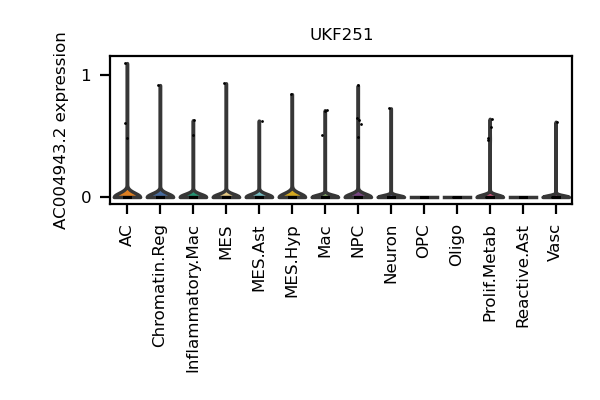 UKF251
AC004943.2 expression
1
0
AC
Chromatin.Reg
Inflammatory.Mac
MES
MES.Ast
MES.Hyp
Mac
NPC
Neuron
OPC
Oligo
Prolif.Metab
Reactive.Ast
Vasc